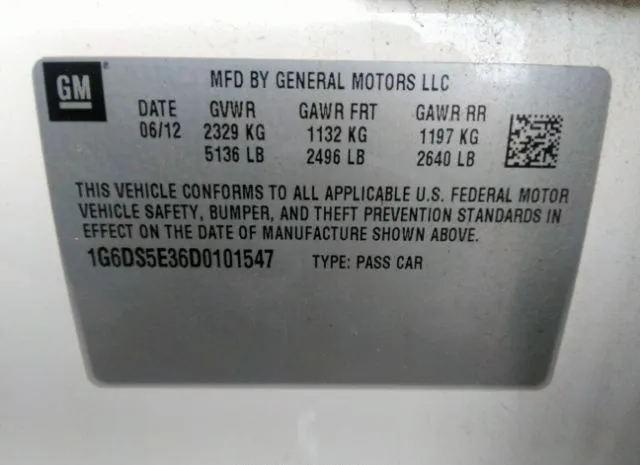 GM
MFD BY GENERAL MOTORS LLC
DATE GVWR GAWR FRT GAWR RR
06/12 2329 KG 1132 KG 1197 KG
5136 LB 2496 LB 2640 LB
THIS VEHICLE CONFORMS TO ALL APPLICABLE U.S. FEDERAL MOTOR
VEHICLE SAFETY, BUMPER, AND THEFT PREVENTION STANDARDS IN
EFFECT ON THE DATE OF MANUFACTURE SHOWN ABOVE.
1G6DS5E36D0101547 TYPE: PASS CAR